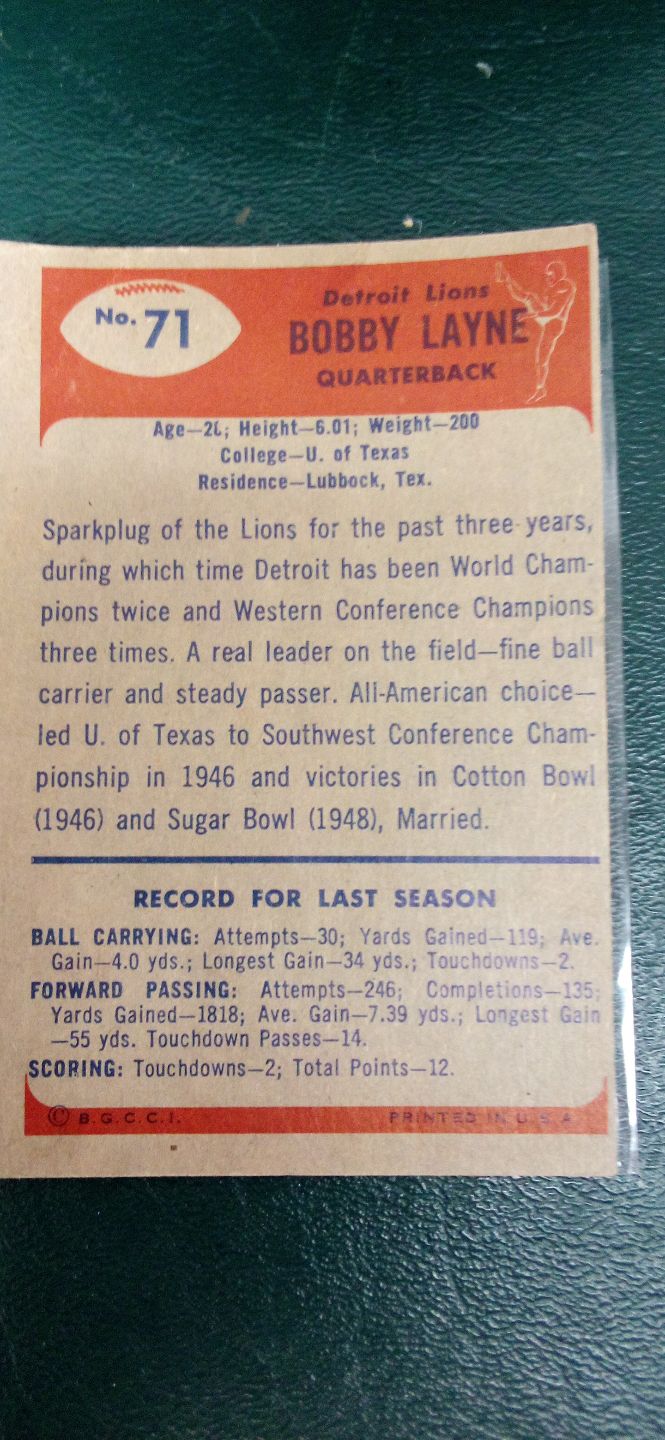 No. 71
Detroit Lions
BOBBY LAYNE
QUARTERBACK
Height—6.01; Weight—200
College—U. of Texas
Residence—Lubbock, Tex.
Sparkplug of the Lions for the past three years,
during which time Detroit has been World Cham-
pions twice and Western Conference Champions
three times. A real leader on the field—fine ball
carrier and steady passer. All-American choice—
led U. of Texas to Southwest Conference Cham-
pionship in 1946 and victories in Cotton Bowl
(1946) and Sugar Bowl (1948), Married.
RECORD FOR LAST SEASON
BALL CARRYING: Attempts—30; Yards Gained—119; Ave.
Gain—4.0 yds.; Longest Gain—34 yds.; Touchdowns—2.
FORWARD PASSING: Attempts—246; Completions—135;
Yards Gained—1818; Ave. Gain—7.39 yds.; Longest Gain
—55 yds. Touchdown Passes—14.
SCORING: Touchdowns—2; Total Points—12.
© B.G.C.C.I. PRINTED IN U.S.A.